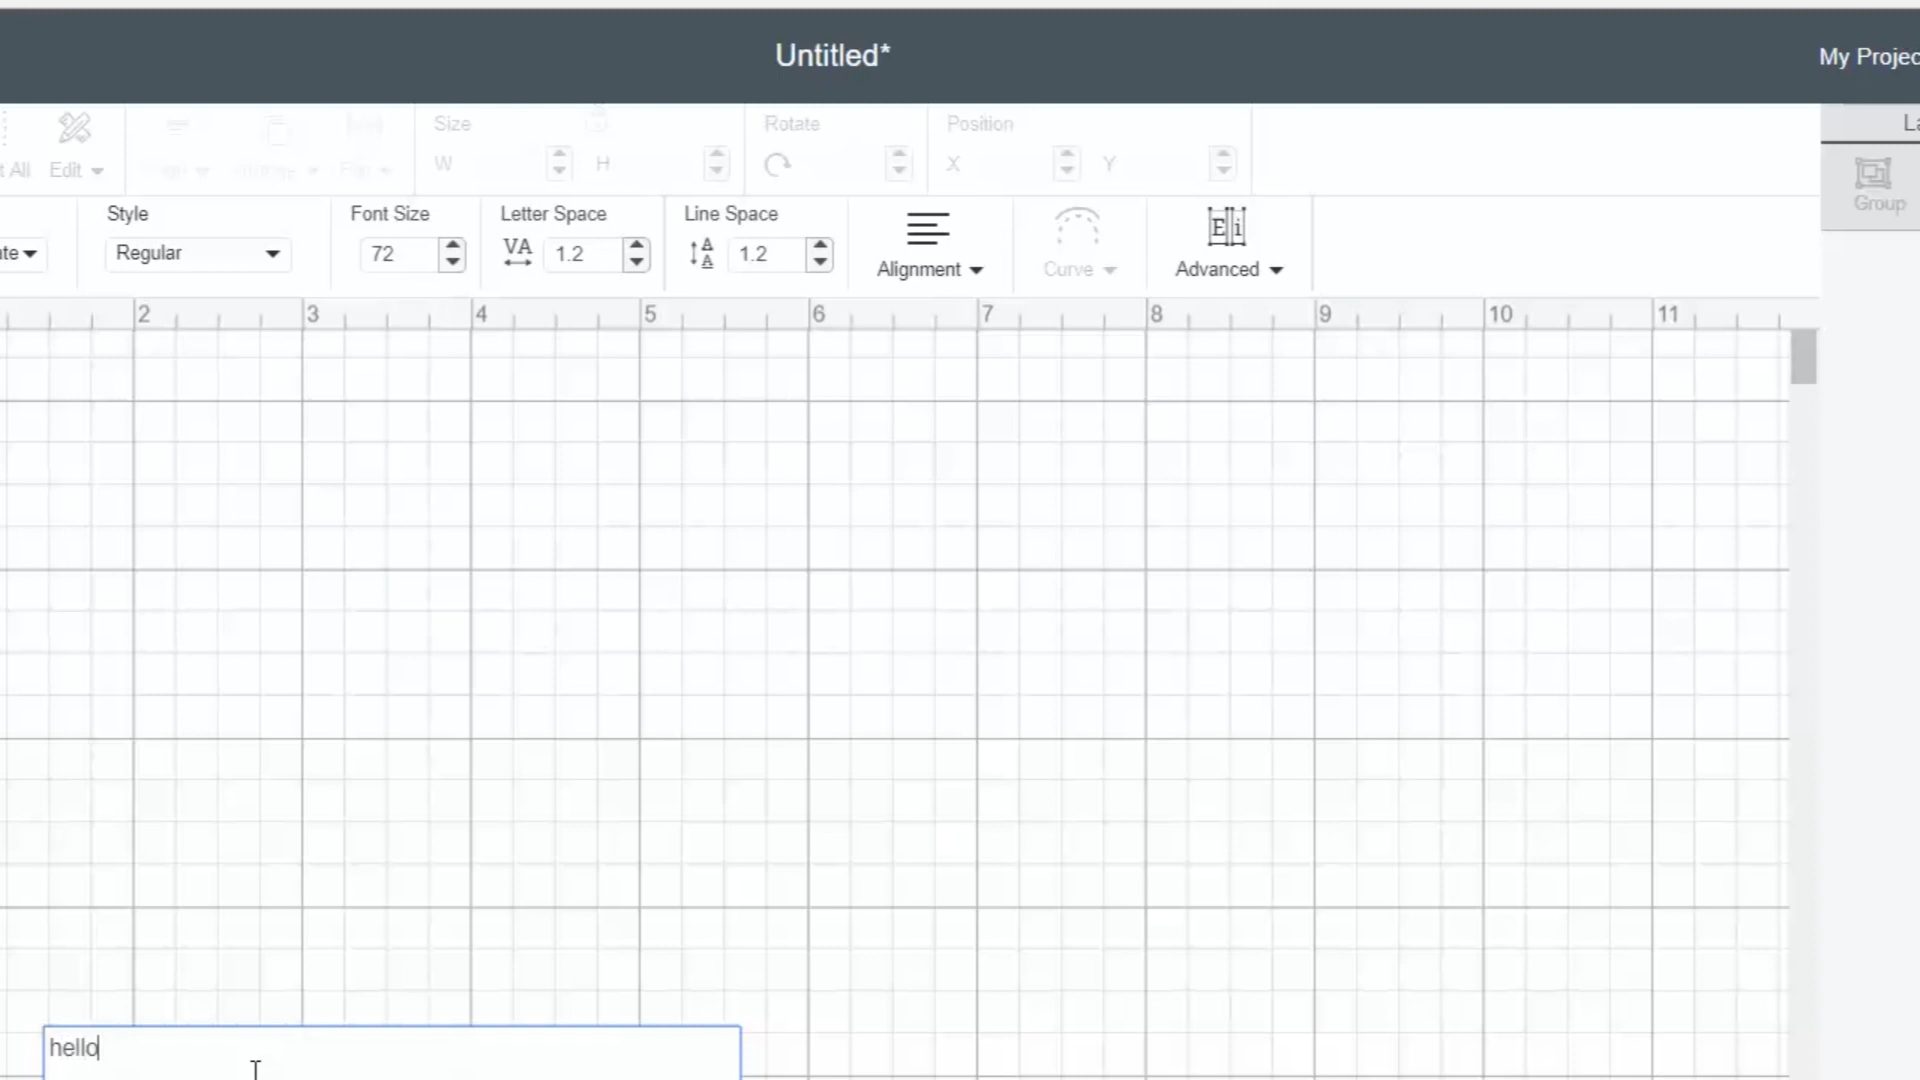 Untitled*
My Projec
Size
Rotate
Position
t All
Edit
W
H
X
Y
La
Group
Style
Font Size
Letter Space
Line Space
te
Regular
72
VA
1.2
1.2
Alignment
Curve
Advanced
2 3 4 5 6 7 8 9 10 11
hello